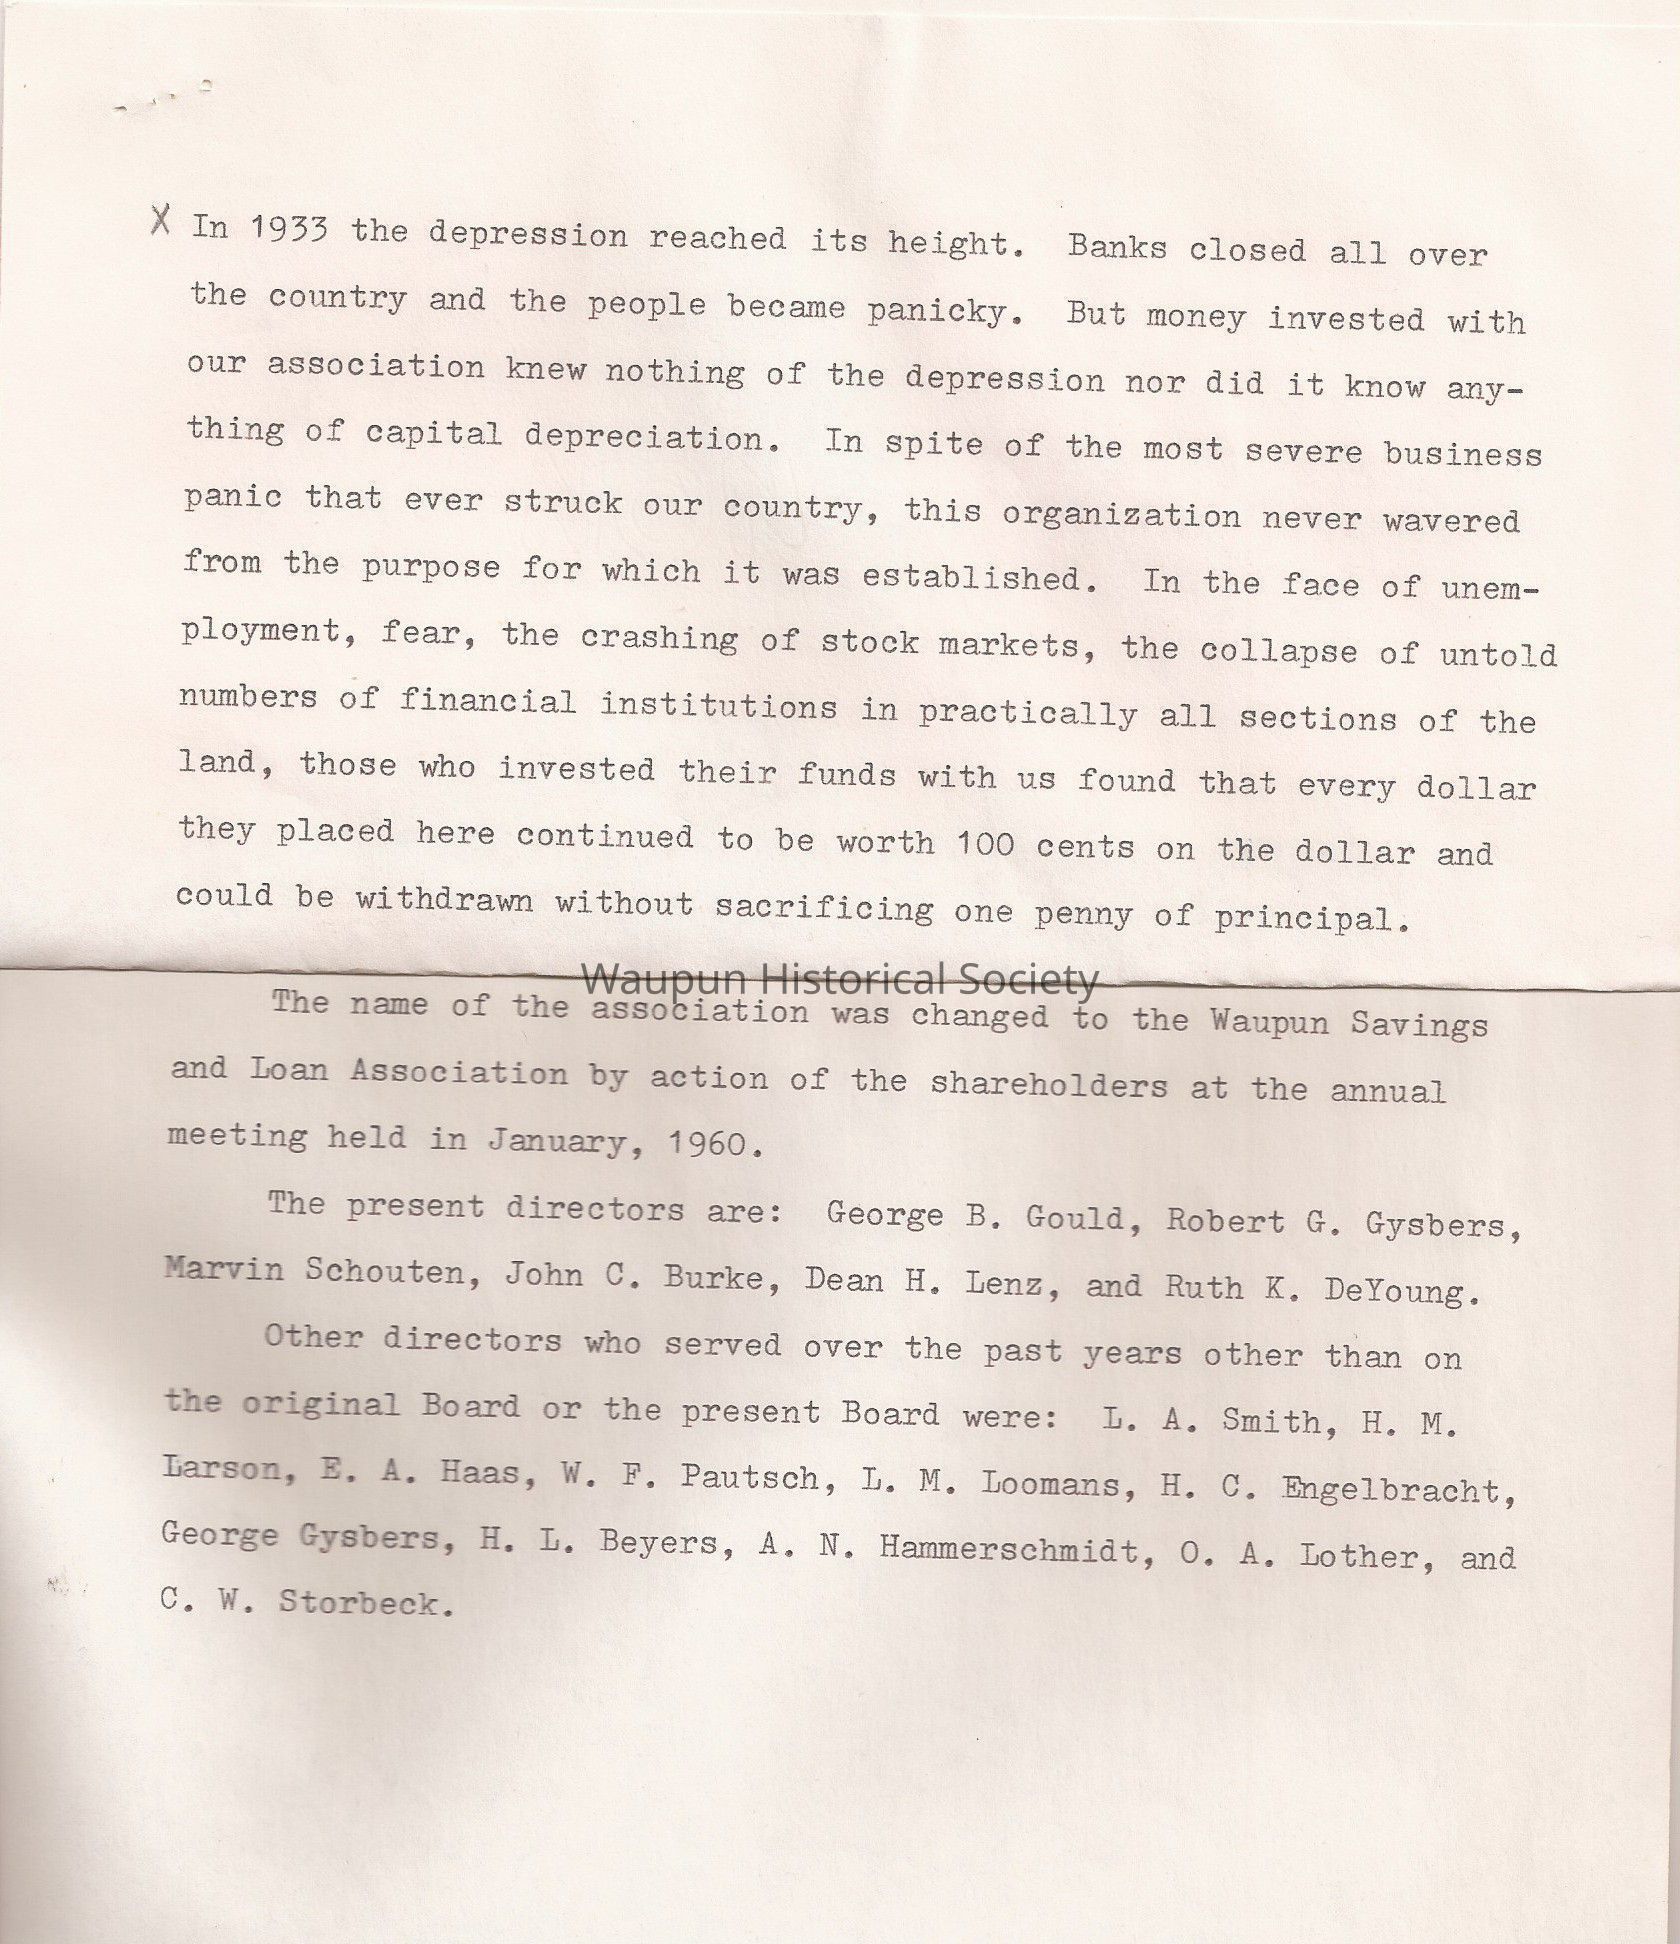 X In 1933 the depression reached its height.  Banks closed all over
the country and the people became panicky.  But money invested with
our association knew nothing of the depression nor did it know any-
thing of capital depreciation.  In spite of the most severe business
panic that ever struck our country, this organization never wavered
from the purpose for which it was established.  In the face of unem-
ployment, fear, the crashing of stock markets, the collapse of untold
numbers of financial institutions in practically all sections of the
land, those who invested their funds with us found that every dollar
they placed here continued to be worth 100 cents on the dollar and
could be withdrawn without sacrificing one penny of principal.
Waupun Historical Society
The name of the association was changed to the Waupun Savings
and Loan Association by action of the shareholders at the annual
meeting held in January, 1960.
The present directors are:  George B. Gould, Robert G. Gysbers,
Marvin Schouten, John C. Burke, Dean H. Lenz, and Ruth K. DeYoung.
Other directors who served over the past years other than on
the original Board or the present Board were:  L. A. Smith, H. M.
Larson, E. A. Haas, W. F. Pautsch, L. M. Loomans, H. C. Engelbracht,
George Gysbers, H. L. Beyers, A. N. Hammerschmidt, O. A. Lother, and
C. W. Storbeck.